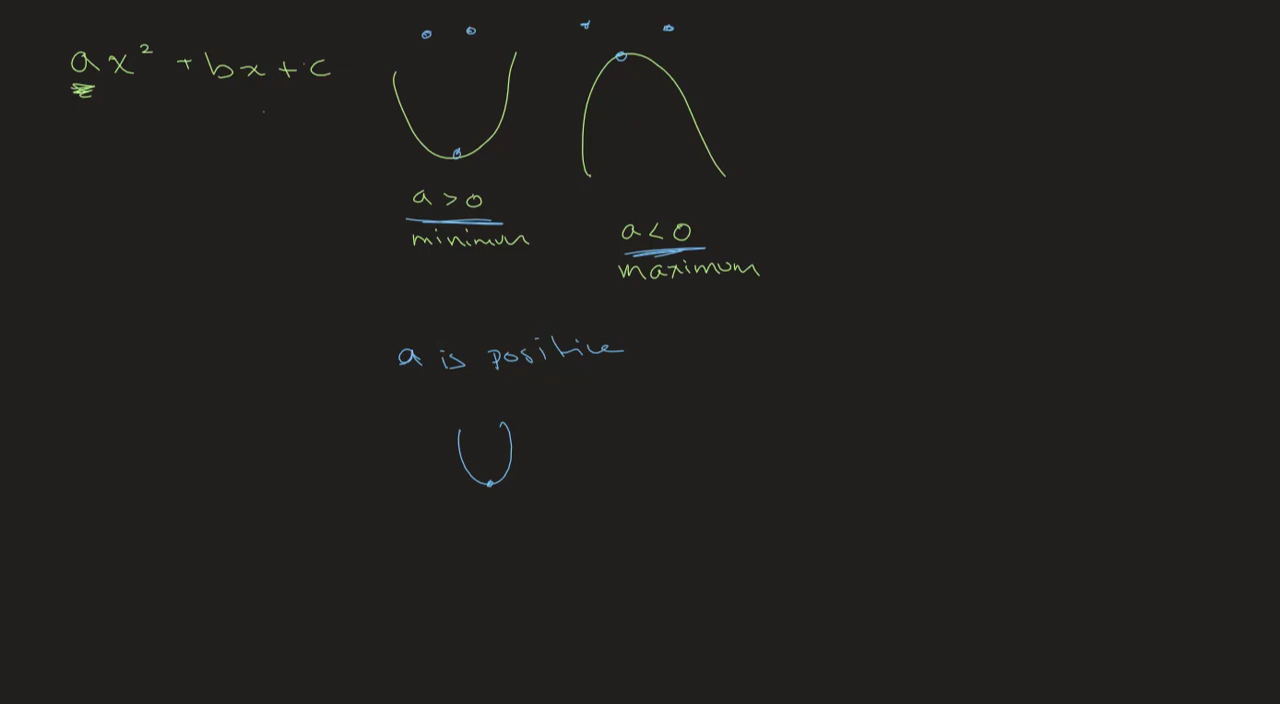 ax² + bx + c
a > 0
minimum
a < 0
maximum
a is positive